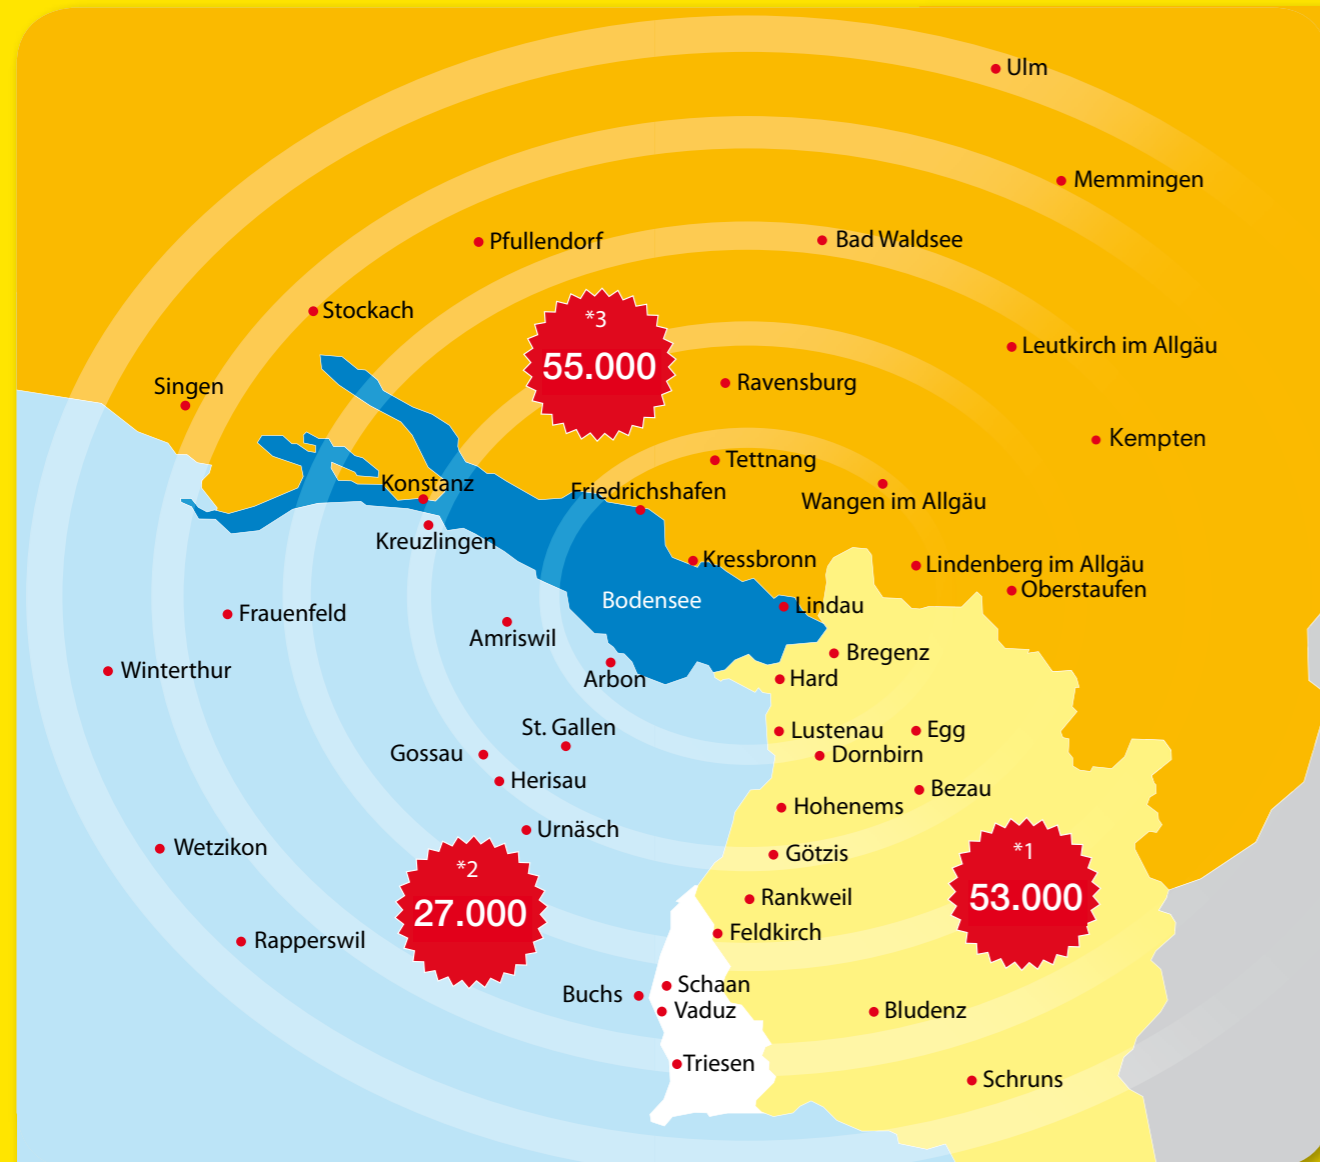 Ulm
Memmingen
Pfullendorf
Bad Waldsee
Stockach
*3
55.000
Leutkirch im Allgäu
Singen
Ravensburg
Kempten
Tettnang
Konstanz
Friedrichshafen
Wangen im Allgäu
Kreuzlingen
Kressbronn
Lindenberg im Allgäu
Oberstaufen
Bodensee
Lindau
Frauenfeld
Amriswil
Bregenz
Winterthur
Arbon
Hard
St. Gallen
Lustenau
Egg
Gossau
Dornbirn
Herisau
Bezau
Hohenems
Urnäsch
Wetzikon
Götzis
*1
53.000
*2
27.000
Rankweil
Feldkirch
Rapperswil
Schaan
Buchs
Vaduz
Bludenz
Triesen
Schruns